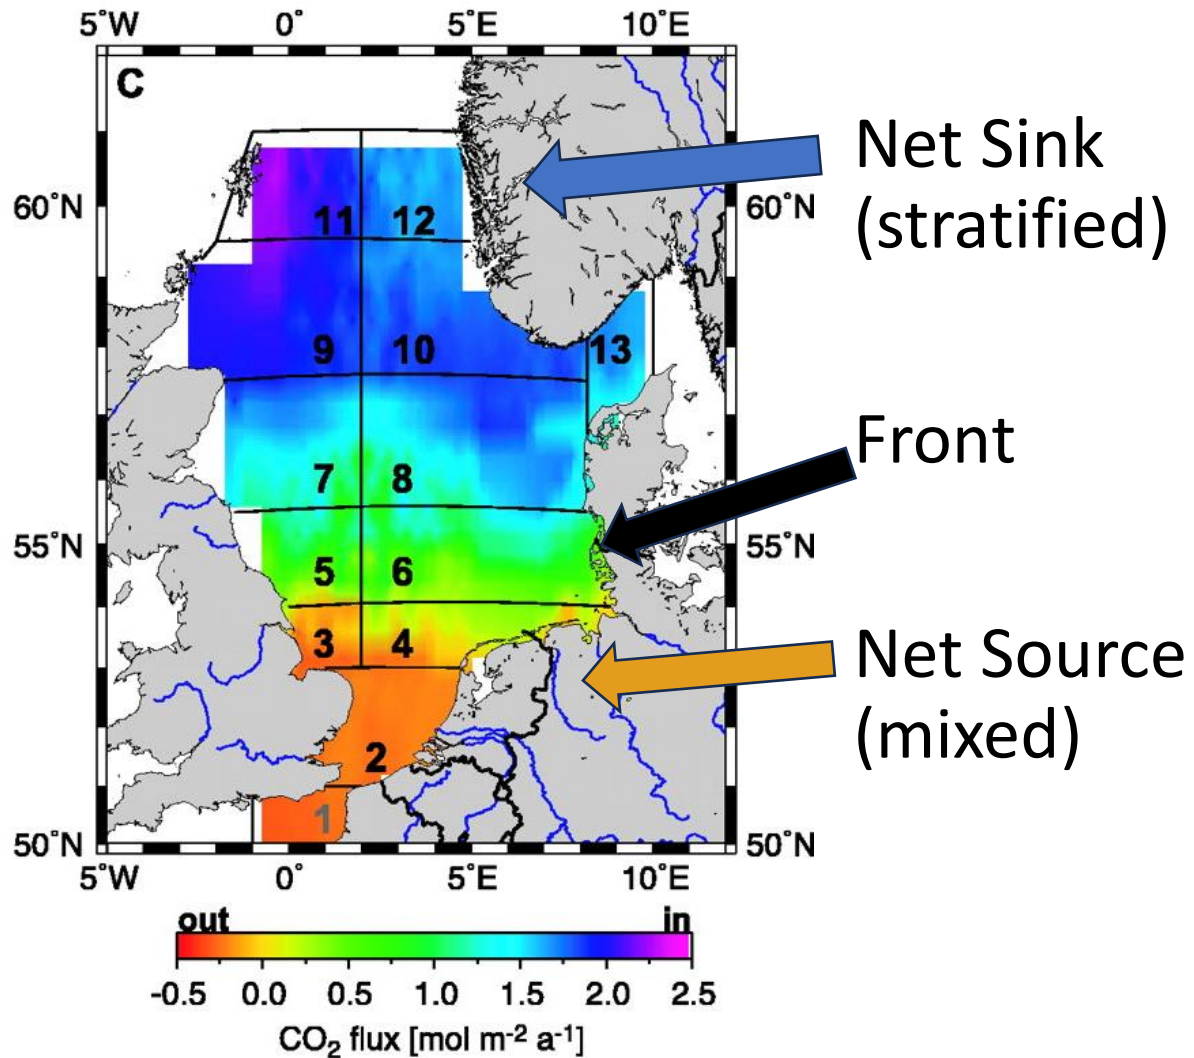 5°W 0° 5°E 10°E
C
Net Sink
(stratified)
60°N 60°N
11 12
9 10 13
Front
7 8
55°N 55°N
5 6
3 4
Net Source
(mixed)
2
1
50°N 50°N
5°W 0° 5°E 10°E
out in
-0.5 0.0 0.5 1.0 1.5 2.0 2.5
CO₂ flux [mol m⁻² a⁻¹]